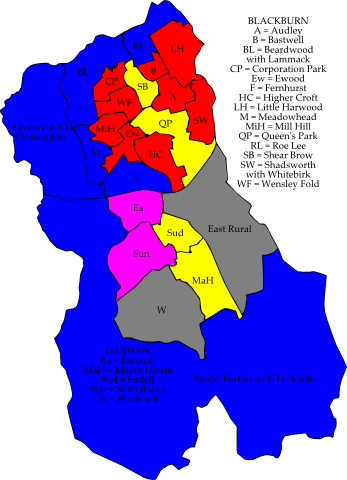 BLACKBURN
A = Audley
B = Bastwell
BL = Beardwood
with Lammack
CP = Corporation Park
Ew = Ewood
F = Fernhurst
HC = Higher Croft
LH = Little Harwood
M = Meadowhead
MiH = Mill Hill
QP = Queen's Park
RL = Roe Lee
SB = Shear Brow
SW = Shadsworth
with Whitebirk
WF = Wensley Fold
RL
LH
BL
B
CP
SB
A
WF
QP
SW
Livesey with
Pleasington
MiH
Ew
M
HC
F
Ea
East Rural
Sud
Sun
MaH
W
DARWEN
Ea = Earcroft
MaH = Marsh House
Sud = Sudell
Sun = Sunnyhurst
W = Whitehall
North Turton with Tockholes